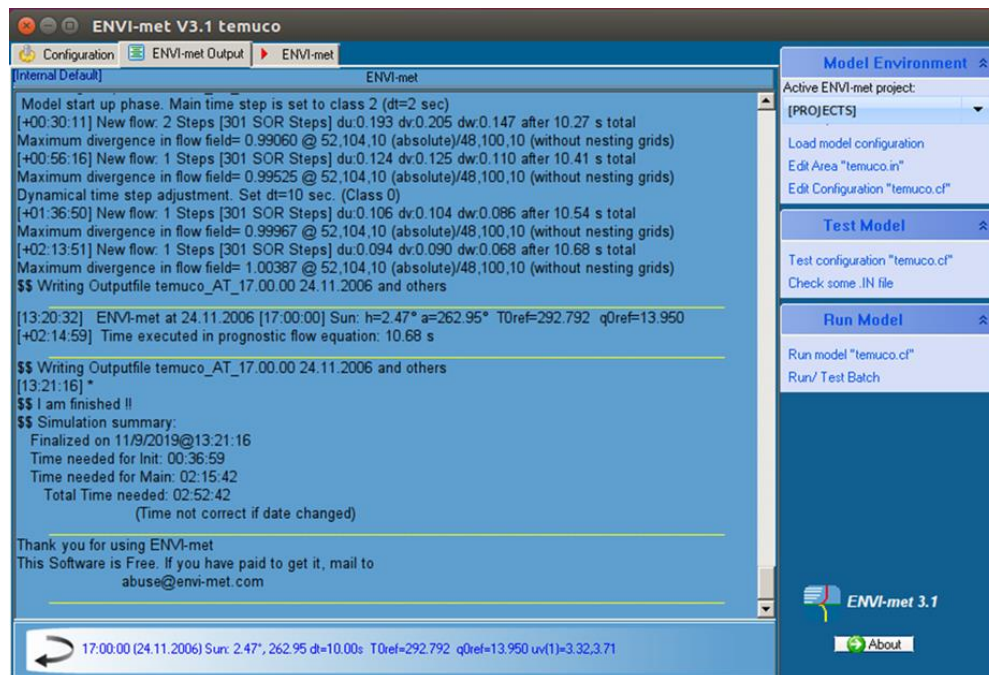 ENVI-met V3.1 temuco
Configuration
ENVI-met Output
ENVI-met
[Internal Default]
ENVI-met
Model start up phase. Main time step is set to class 2 (dt=2 sec)
[+00:30:11] New flow: 2 Steps [301 SOR Steps] du:0.193 dv:0.205 dw:0.147 after 10.27 s total
Maximum divergence in flow field= 0.99060 @ 52,104,10 (absolute)/48,100,10 (without nesting grids)
[+00:56:16] New flow: 1 Steps [301 SOR Steps] du:0.124 dv:0.125 dw:0.110 after 10.41 s total
Maximum divergence in flow field= 0.99525 @ 52,104,10 (absolute)/48,100,10 (without nesting grids)
Dynamical time step adjustment. Set dt=10 sec. (Class 0)
[+01:36:50] New flow: 1 Steps [301 SOR Steps] du:0.106 dv:0.104 dw:0.086 after 10.54 s total
Maximum divergence in flow field= 0.99967 @ 52,104,10 (absolute)/48,100,10 (without nesting grids)
[+02:13:51] New flow: 1 Steps [301 SOR Steps] du:0.094 dv:0.090 dw:0.068 after 10.68 s total
Maximum divergence in flow field= 1.00387 @ 52,104,10 (absolute)/48,100,10 (without nesting grids)
$$ Writing Outputfile temuco_AT_17.00.00 24.11.2006 and others
[13:20:32] ENVI-met at 24.11.2006 [17:00:00] Sun: h=2.47° a=262.95° T0ref=292.792 q0ref=13.950
[+02:14:59] Time executed in prognostic flow equation: 10.68 s
$$ Writing Outputfile temuco_AT_17.00.00 24.11.2006 and others
[13:21:16] *
$$ I am finished !!
$$ Simulation summary:
Finalized on 11/9/2019@13:21:16
Time needed for Init: 00:36:59
Time needed for Main: 02:15:42
Total Time needed: 02:52:42
(Time not correct if date changed)
Thank you for using ENVI-met
This Software is Free. If you have paid to get it, mail to
abuse@envi-met.com
17:00:00 (24.11.2006) Sun: 2.47°, 262.95 dt=10.00s T0ref=292.792 q0ref=13.950 uv(1)=3.32,3.71
Model Environment
Active ENVI-met project:
[PROJECTS]
Load model configuration
Edit Area "temuco.in"
Edit Configuration "temuco.cf"
Test Model
Test configuration "temuco.cf"
Check some .IN file
Run Model
Run model "temuco.cf"
Run/ Test Batch
ENVI-met 3.1
About